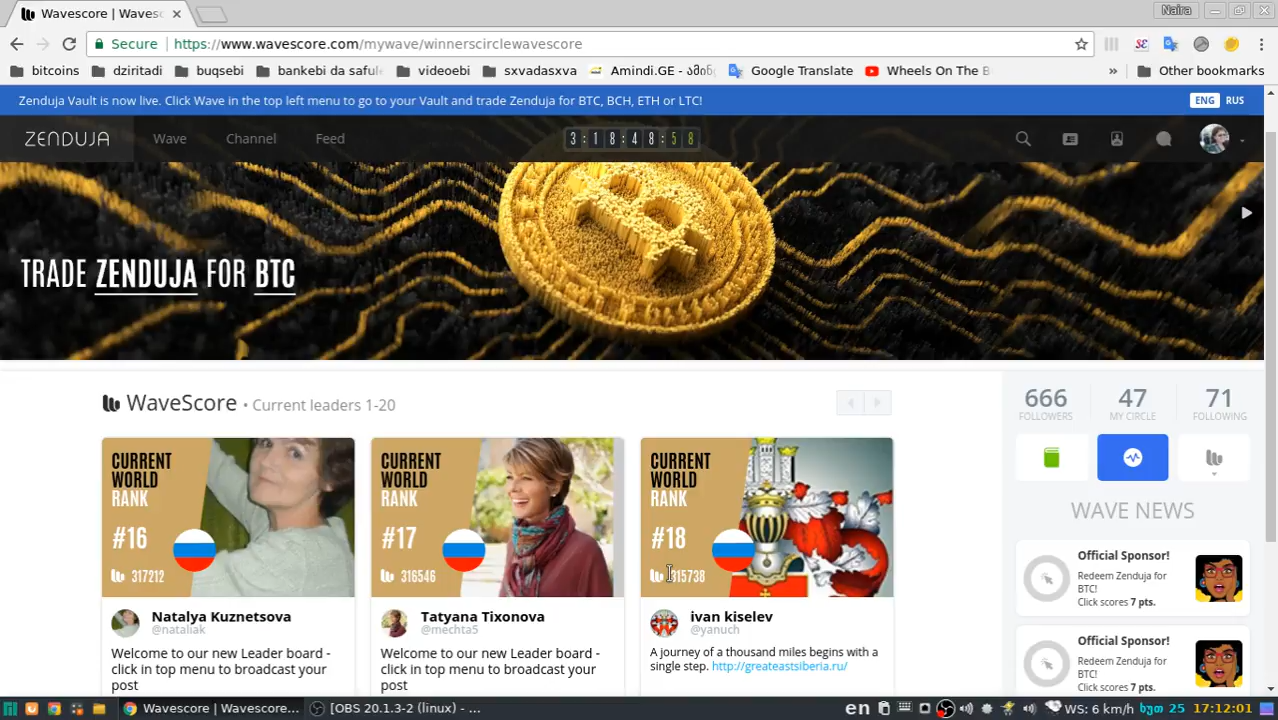 Wavescore | Wavesc
Naira
Secure
https://www.wavescore.com/mywave/winnerscirclewavescore
bitcoins
dziritadi
buqsebi
bankebi da safule
videoebi
sxvadasxva
Amindi.GE - ამინ
Google Translate
Wheels On The B
»
Other bookmarks
Zenduja Vault is now live. Click Wave in the top left menu to go to your Vault and trade Zenduja for BTC, BCH, ETH or LTC!
ENG
RUS
ZENDUJA
Wave
Channel
Feed
3:18:48:58
TRADE ZENDUJA FOR BTC
WaveScore • Current leaders 1-20
666
FOLLOWERS
47
MY CIRCLE
71
FOLLOWING
CURRENT
WORLD
RANK
#16
317212
Natalya Kuznetsova
@nataliak
Welcome to our new Leader board -
click in top menu to broadcast your
post
CURRENT
WORLD
RANK
#17
316546
Tatyana Tixonova
@mechta5
Welcome to our new Leader board -
click in top menu to broadcast your
post
CURRENT
WORLD
RANK
#18
315738
ivan kiselev
@yanuch
A journey of a thousand miles begins with a
single step. http://greateastsiberia.ru/
WAVE NEWS
Official Sponsor!
Redeem Zenduja for
BTC!
Click scores 7 pts.
Official Sponsor!
Redeem Zenduja for
BTC!
Click scores 7 pts.
Wavescore | Wavesc...
[OBS 20.1.3-2 (linux) - ...
en
WS: 6 km/h
ხუთ 25
17:12:01